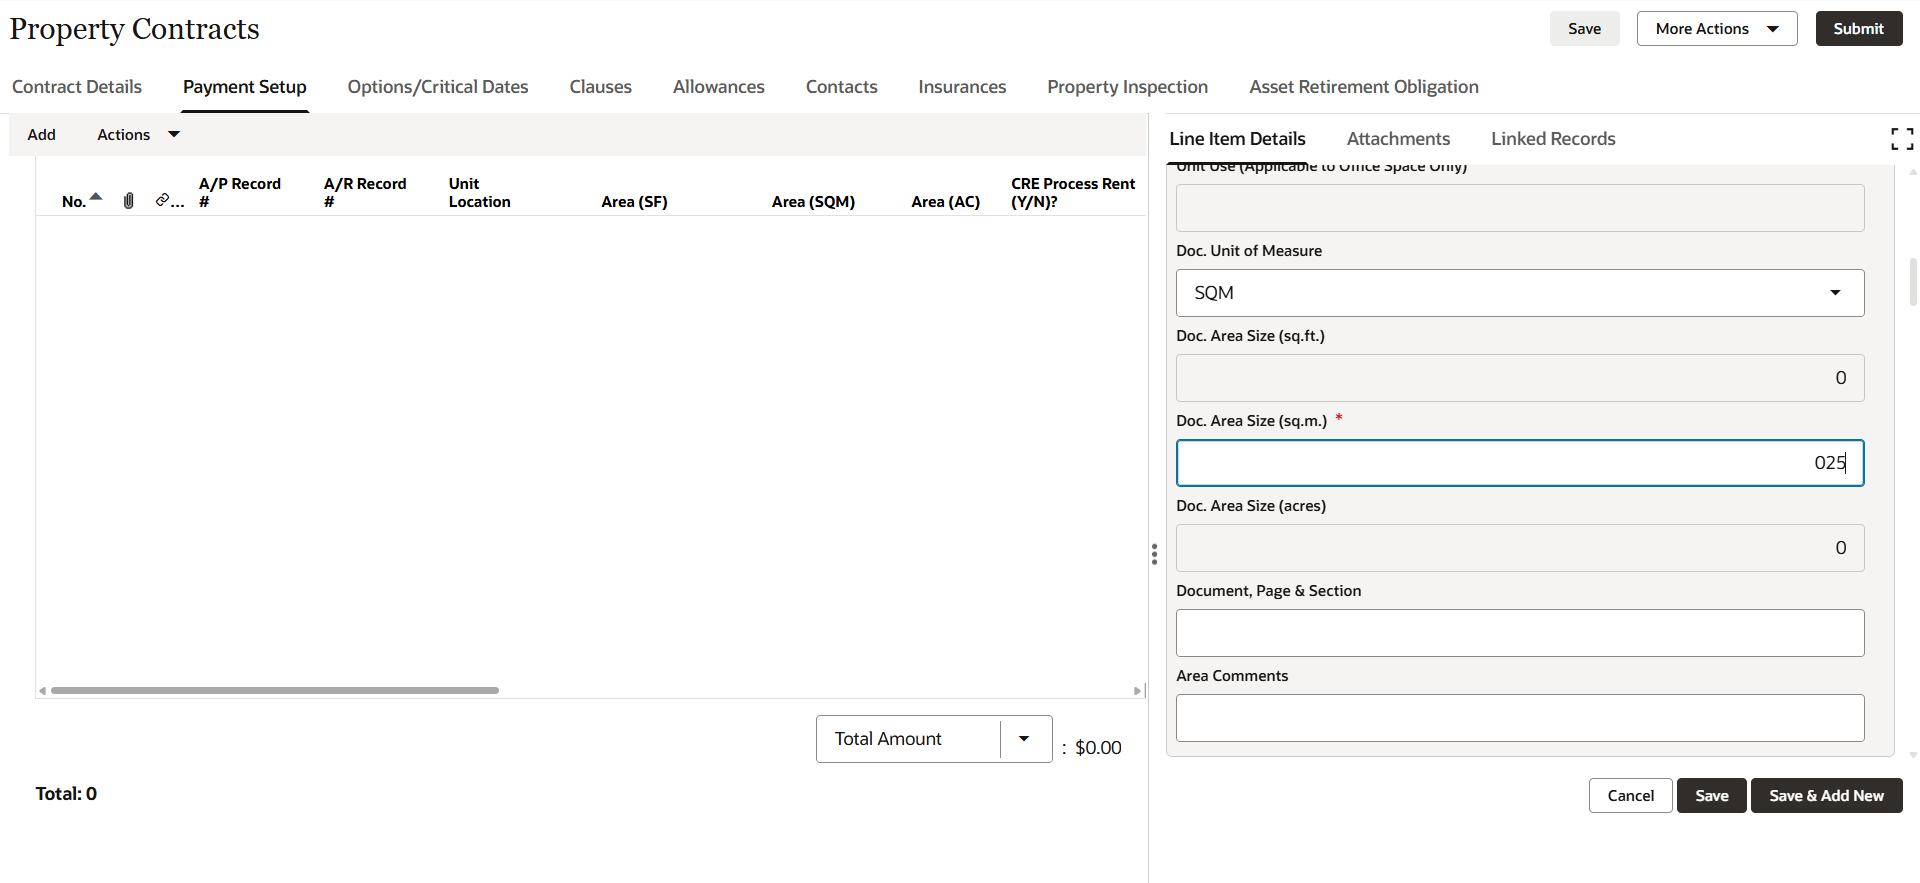 Property Contracts
Save
More Actions
Submit
Contract Details
Payment Setup
Options/Critical Dates
Clauses
Allowances
Contacts
Insurances
Property Inspection
Asset Retirement Obligation
Add
Actions
No.
...
A/P Record
#
A/R Record
#
Unit
Location
Area (SF)
Area (SQM)
Area (AC)
CRE Process Rent
(Y/N)?
Total Amount
: $0.00
Total: 0
Line Item Details
Attachments
Linked Records
Unit Use (Applicable to Office Space Only)
Doc. Unit of Measure
SQM
Doc. Area Size (sq.ft.)
0
Doc. Area Size (sq.m.) *
025
Doc. Area Size (acres)
0
Document, Page & Section
Area Comments
Cancel
Save
Save & Add New